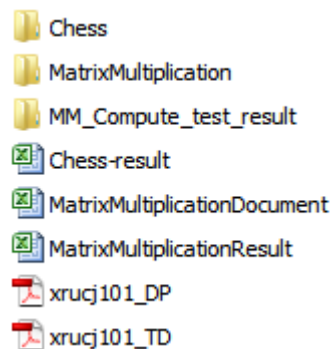 Chess
MatrixMultiplication
MM_Compute_test_result
Chess-result
MatrixMultiplicationDocument
MatrixMultiplicationResult
xrucj101_DP
xrucj101_TD